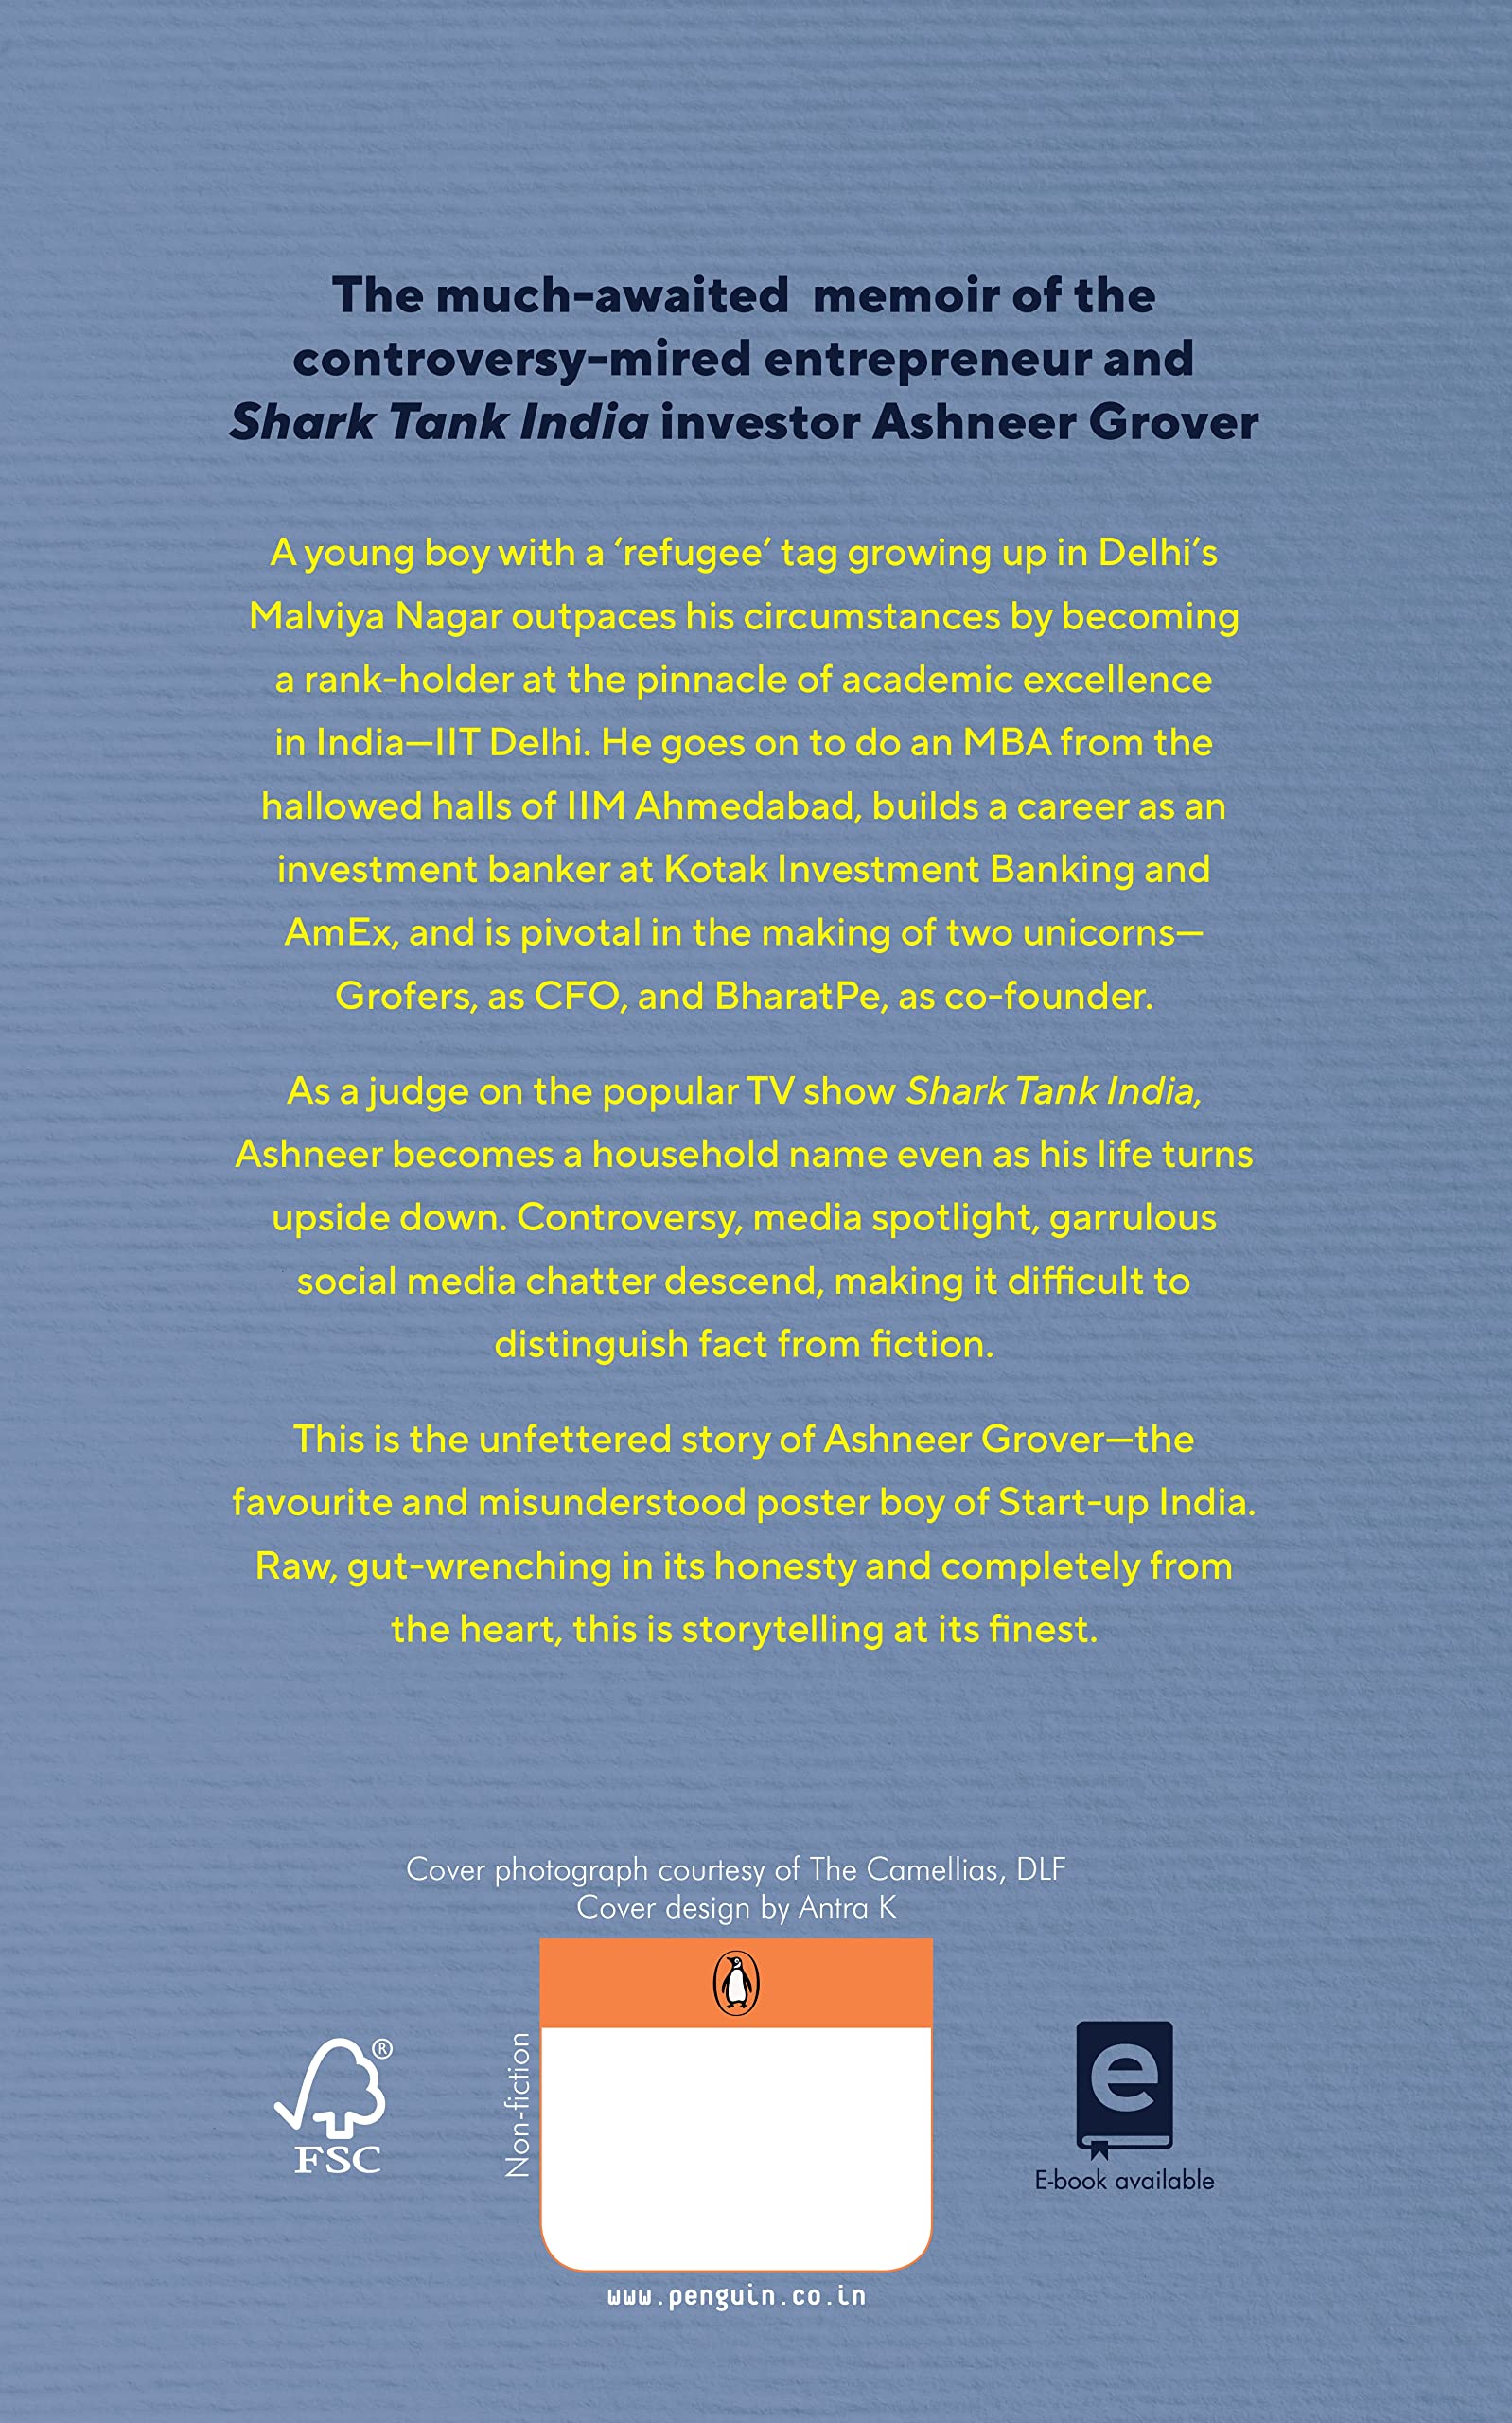 The much-awaited memoir of the
controversy-mired entrepreneur and
Shark Tank India investor Ashneer Grover
A young boy with a ‘refugee’ tag growing up in Delhi’s
Malviya Nagar outpaces his circumstances by becoming
a rank-holder at the pinnacle of academic excellence
in India—IIT Delhi. He goes on to do an MBA from the
hallowed halls of IIM Ahmedabad, builds a career as an
investment banker at Kotak Investment Banking and
AmEx, and is pivotal in the making of two unicorns—
Grofers, as CFO, and BharatPe, as co-founder.
As a judge on the popular TV show Shark Tank India,
Ashneer becomes a household name even as his life turns
upside down. Controversy, media spotlight, garrulous
social media chatter descend, making it difficult to
distinguish fact from fiction.
This is the unfettered story of Ashneer Grover—the
favourite and misunderstood poster boy of Start-up India.
Raw, gut-wrenching in its honesty and completely from
the heart, this is storytelling at its finest.
Cover photograph courtesy of The Camellias, DLF
Cover design by Antra K
®
FSC
Non-fiction
e
E-book available
www.penguin.co.in